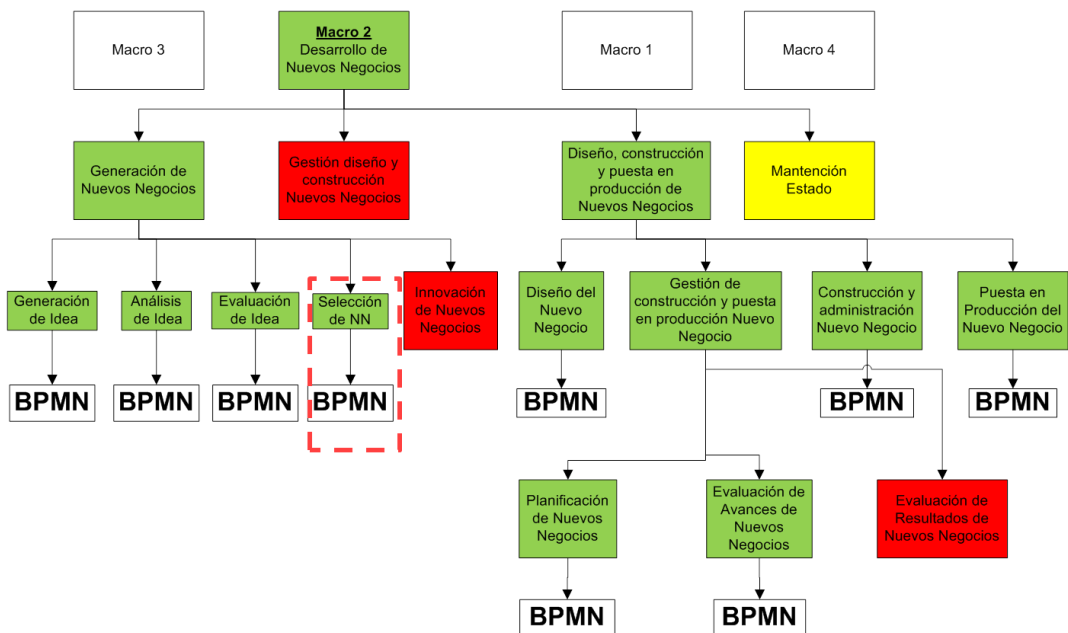 Macro 3
Macro 2
Desarrollo de
Nuevos Negocios
Macro 1
Macro 4
Generación de
Nuevos Negocios
Gestión diseño y
construcción
Nuevos Negocios
Diseño, construcción
y puesta en
producción de
Nuevos Negocios
Mantención
Estado
Generación
de Idea
Análisis
de Idea
Evaluación
de Idea
Selección
de NN
Innovación
de Nuevos
Negocios
Diseño del
Nuevo
Negocio
Gestión de
construcción y puesta
en producción Nuevo
Negocio
Construcción y
administración
Nuevo Negocio
Puesta en
Producción del
Nuevo Negocio
BPMN
BPMN
BPMN
BPMN
BPMN
BPMN
BPMN
Planificación
de Nuevos
Negocios
Evaluación de
Avances de
Nuevos
Negocios
Evaluación de
Resultados de
Nuevos Negocios
BPMN
BPMN